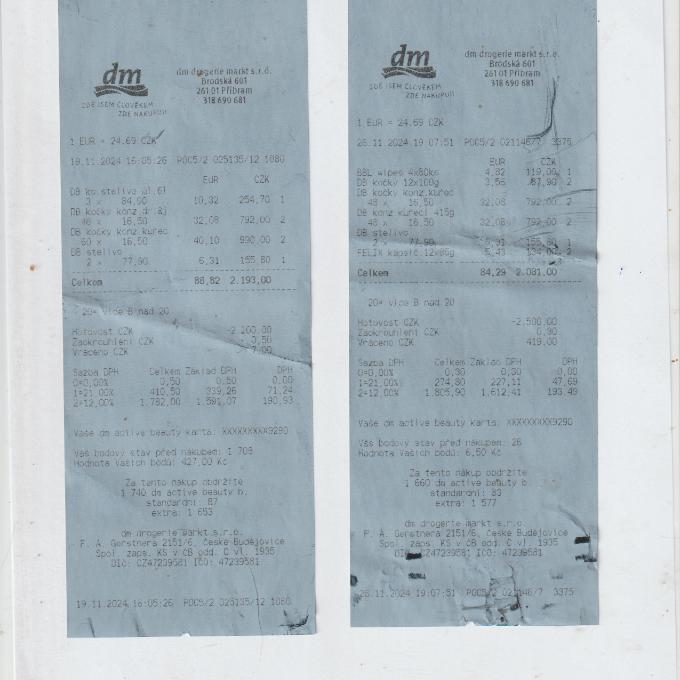 dm
ZDE JSEM ČLOVĚKEM
ZDE NAKUPUJI
dm drogerie markt s.r.o.
Brodská 601
261 01 Příbram
318 690 681
1 EUR = 24.69 CZK
19.11.2024 16:05:26 P005/2 025135/12 1080
EUR CZK
3 x 84,90 10,32 254,70 1
48 x 16,50 32,08 792,00 2
DB kočky konz.kuřec
60 x 16,50 40,10 990,00 2
DB stelivo
2 x 77,90 6,31 155,80 1
Celkem 88,82 2.193,00
20× více B nad 20
Hotovost CZK -2.200,00
Zaokrouhlení CZK 0,50
Vráceno CZK 7,00
Sazba DPH Celkem Základ DPH DPH
0=0,00% 0,50 0,50 0,00
1=21,00% 410,50 339,26 71,24
2=12,00% 1.782,00 1.591,07 190,93
Vaše dm active beauty karta: XXXXXXXXX9290
Váš bodový stav před nákupem: 1 708
Hodnota Vašich bodů: 427,00 Kč
Za tento nákup obdržíte
1 740 dm active beauty b.
standardní: 87
extra: 1 653
dm drogerie markt s.r.o.
F. A. Gerstnera 2151/6, České Budějovice
Spol. zaps. KS v ČB odd. C vl. 1935
DIČ: CZ47239581 IČO: 47239581
19.11.2024 16:05:26 P005/2 025135/12 1080
dm
ZDE JSEM ČLOVĚKEM
ZDE NAKUPUJI
dm drogerie markt s.r.o.
Brodská 601
261 01 Příbram
318 690 681
1 EUR = 24.69 CZK
26.11.2024 19:07:51 P005/2 021146/7 3375
EUR CZK
BBL wipes 4x80ks 4,82 119,00 1
DB kočky 12x100g 3,56 87,90 2
DB kočky konz.kuřec
48 x 16,50 32,08 792,00 2
DB konz kuřecí 415g
48 x 16,50 32,08 792,00 2
DB stelivo
2 x 77,90 155,80 1
FELIX kapsič.12x80g 5,43 134,00 2
Celkem 84,29 2.081,00
20× více B nad 20
Hotovost CZK -2.500,00
Zaokrouhlení CZK 0,30
Vráceno CZK 419,00
Sazba DPH Celkem Základ DPH DPH
0=0,00% 0,30 0,30 0,00
1=21,00% 274,80 227,11 47,69
2=12,00% 1.805,90 1.612,41 193,49
Vaše dm active beauty karta: XXXXXXXXX9290
Váš bodový stav před nákupem: 26
Hodnota Vašich bodů: 6,50 Kč
Za tento nákup obdržíte
1 660 dm active beauty b.
standardní: 83
extra: 1 577
dm drogerie markt s.r.o.
F. A. Gerstnera 2151/6, České Budějovice
Spol. zaps. KS v ČB odd. C vl. 1935
DIČ: CZ47239581 IČO: 47239581
26.11.2024 19:07:51 P005/2 021146/7 3375